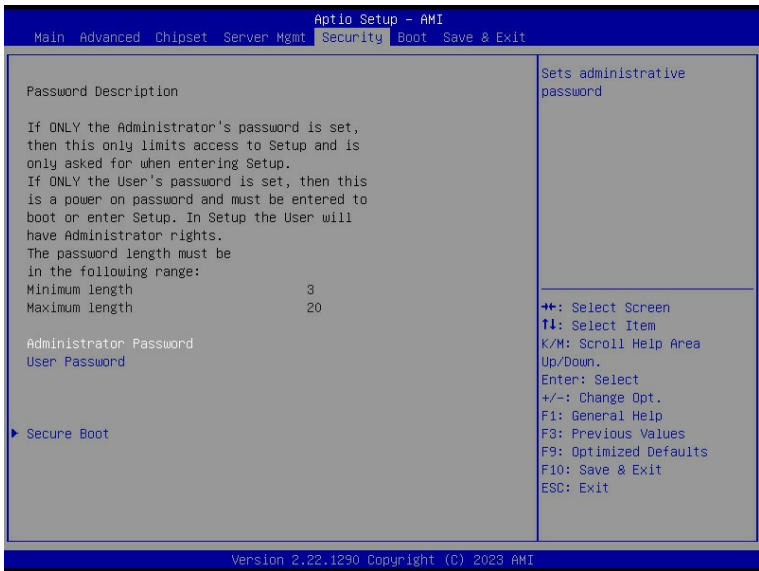 Aptio Setup – AMI
Main Advanced Chipset Server Mgmt Security Boot Save & Exit
Password Description
If ONLY the Administrator's password is set,
then this only limits access to Setup and is
only asked for when entering Setup.
If ONLY the User's password is set, then this
is a power on password and must be entered to
boot or enter Setup. In Setup the User will
have Administrator rights.
The password length must be
in the following range:
Minimum length 3
Maximum length 20
Administrator Password
User Password
Secure Boot
Sets administrative
password
→←: Select Screen
↑↓: Select Item
K/M: Scroll Help Area
Up/Down.
Enter: Select
+/-: Change Opt.
F1: General Help
F3: Previous Values
F9: Optimized Defaults
F10: Save & Exit
ESC: Exit
Version 2.22.1290 Copyright (C) 2023 AMI